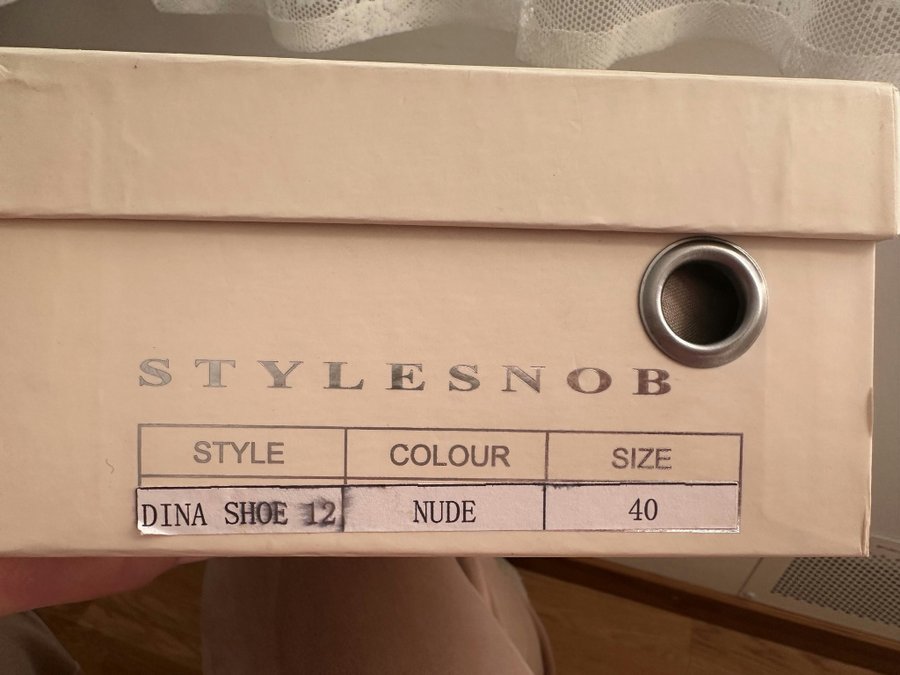 STYLESNOB
STYLE COLOUR SIZE
DINA SHOE 12 NUDE 40